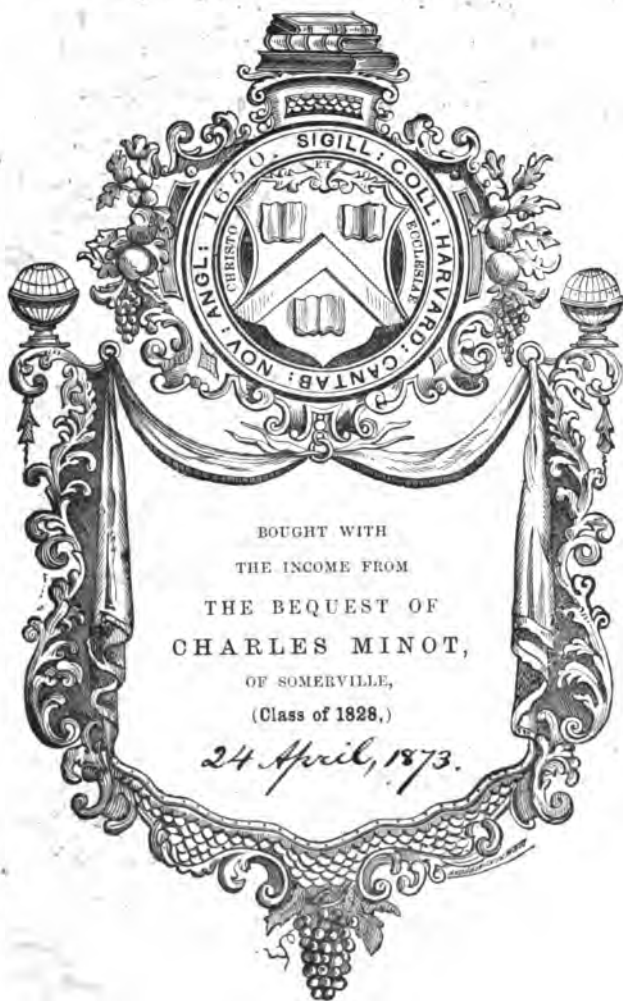 SIGILL: COLL: HARVARD: CANTAB: NOV: ANGL: 1650.
ET
CHRISTO
ECCLESIAE
BOUGHT WITH
THE INCOME FROM
THE BEQUEST OF
CHARLES MINOT,
OF SOMERVILLE,
(Class of 1828,)
24 April, 1873.